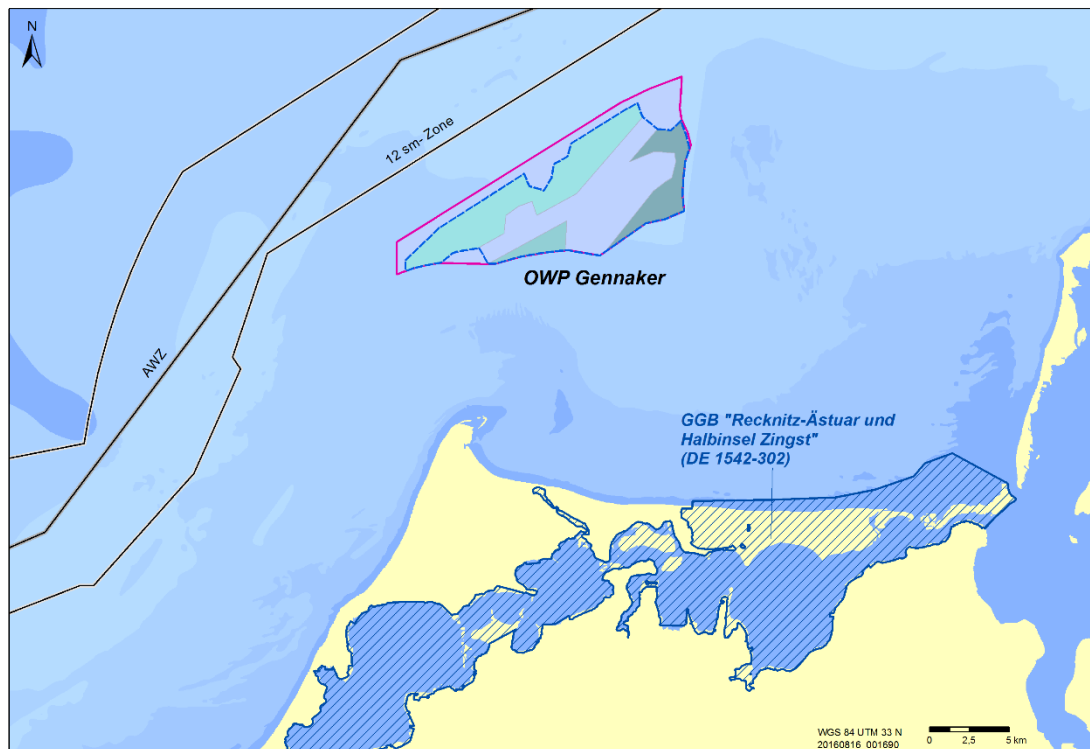 N
12 sm- Zone
AWZ
OWP Gennaker
GGB "Recknitz-Ästuar und
Halbinsel Zingst"
(DE 1542-302)
WGS 84 UTM 33 N
20160816_001690
0 2,5 5 km